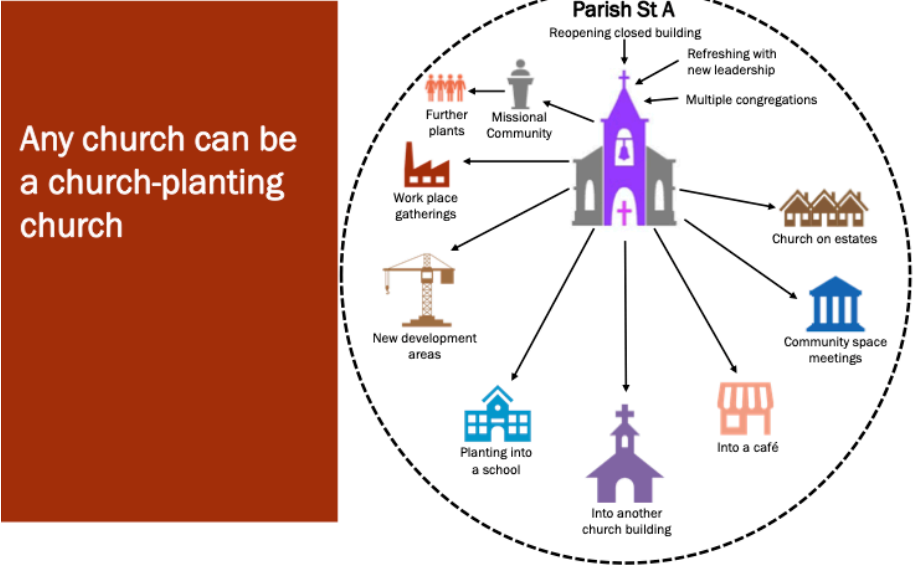 Any church can be
a church-planting
church
Parish St A
Reopening closed building
Refreshing with
new leadership
Multiple congregations
Further
plants
Missional
Community
Work place
gatherings
Church on estates
New development
areas
Community space
meetings
Planting into
a school
Into a café
Into another
church building